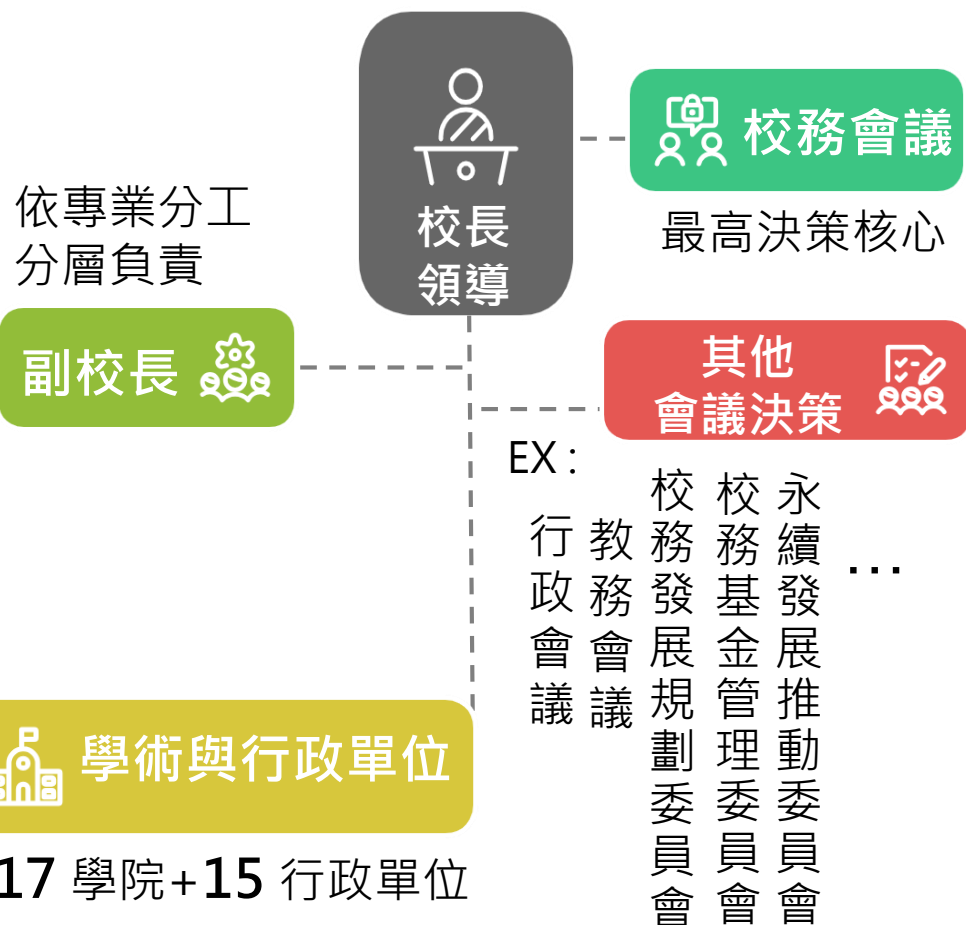 校長
領導
校務會議
最高決策核心
依專業分工
分層負責
副校長
其他
會議決策
EX :
行政會議
教務會議
校務發展規劃委員會
校務基金管理委員會
永續發展推動委員會
...
學術與行政單位
17 學院+15 行政單位